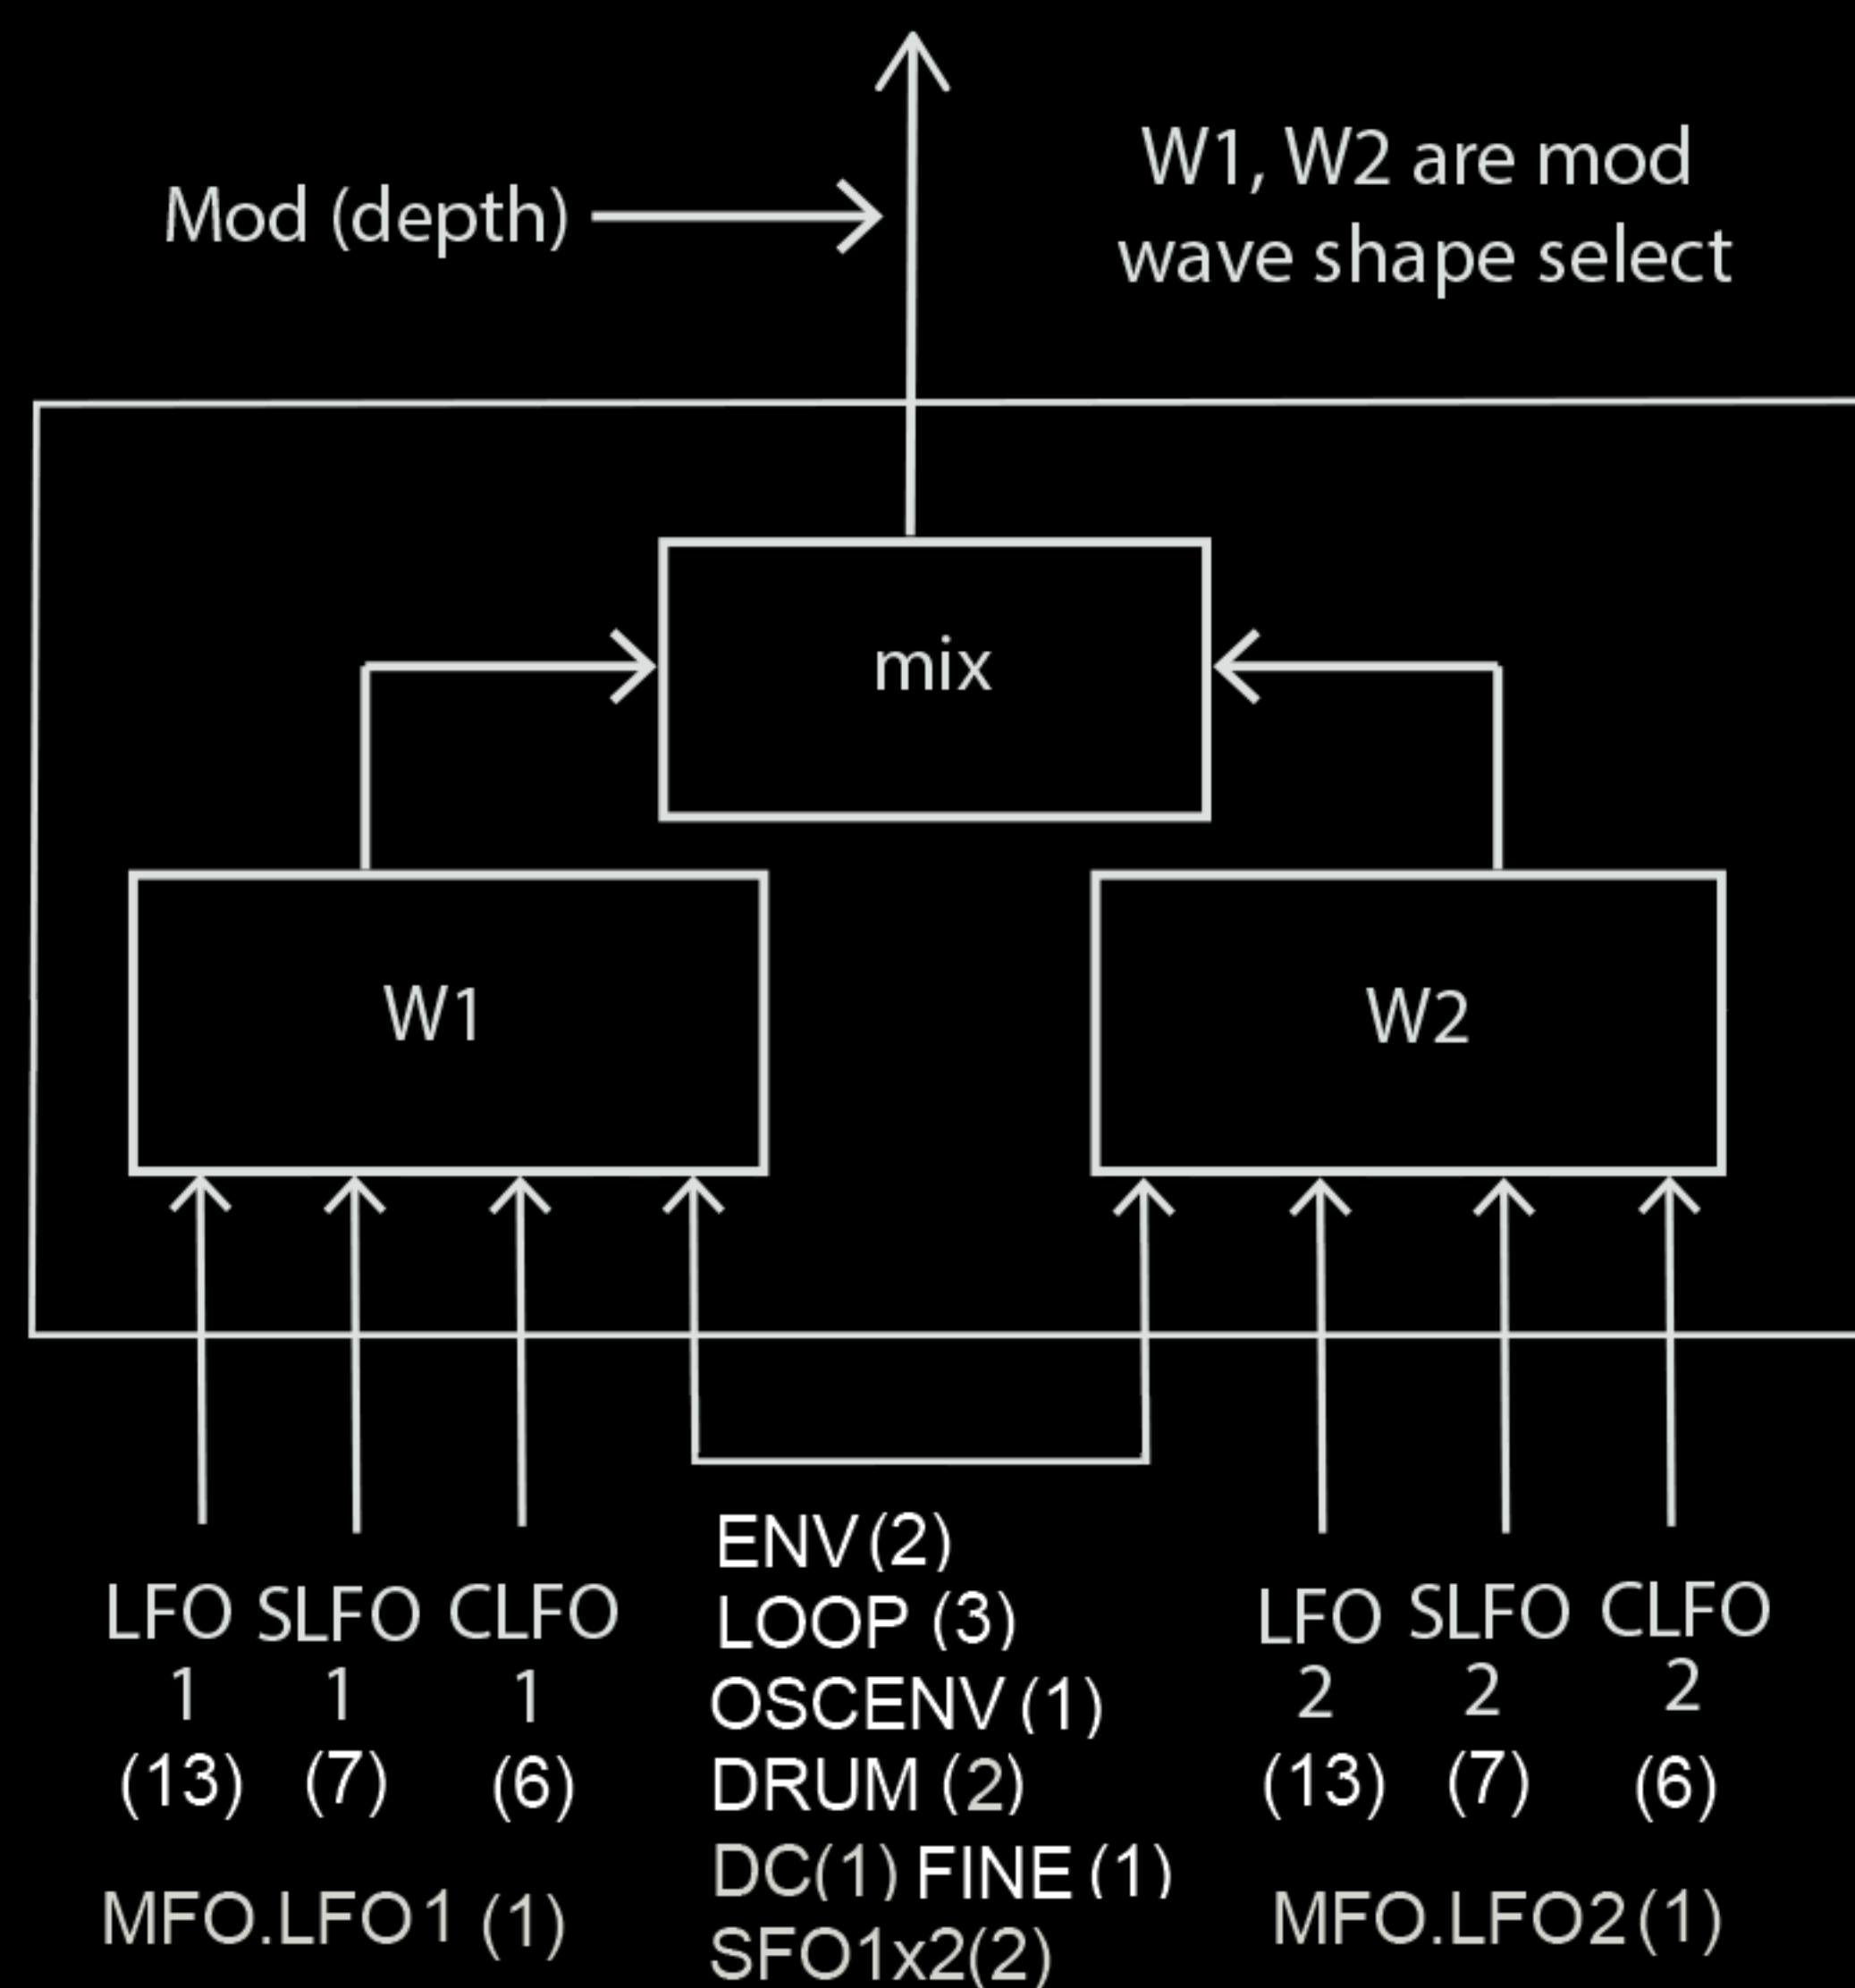 Mod (depth)
W1, W2 are mod
wave shape select
mix
W1
W2
LFO
1
(13)
SLFO
1
(7)
CLFO
1
(6)
MFO.LFO1 (1)
ENV (2)
LOOP (3)
OSCENV (1)
DRUM (2)
DC(1) FINE (1)
SFO1x2(2)
LFO
2
(13)
SLFO
2
(7)
CLFO
2
(6)
MFO.LFO2 (1)